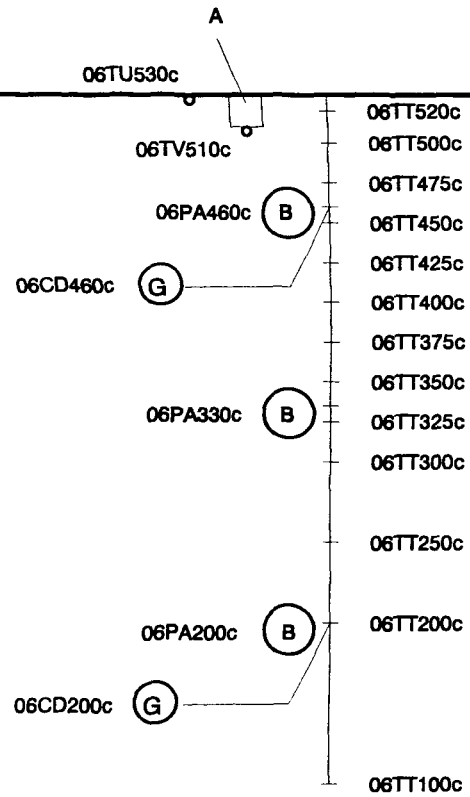 A
06TU530c
06TT520c
06TV510c
06TT500c
06TT475c
06PA460c B
06TT450c
06CD460c G
06TT425c
06TT400c
06TT375c
06TT350c
06PA330c B
06TT325c
06TT300c
06TT250c
06PA200c B
06TT200c
06CD200c G
06TT100c